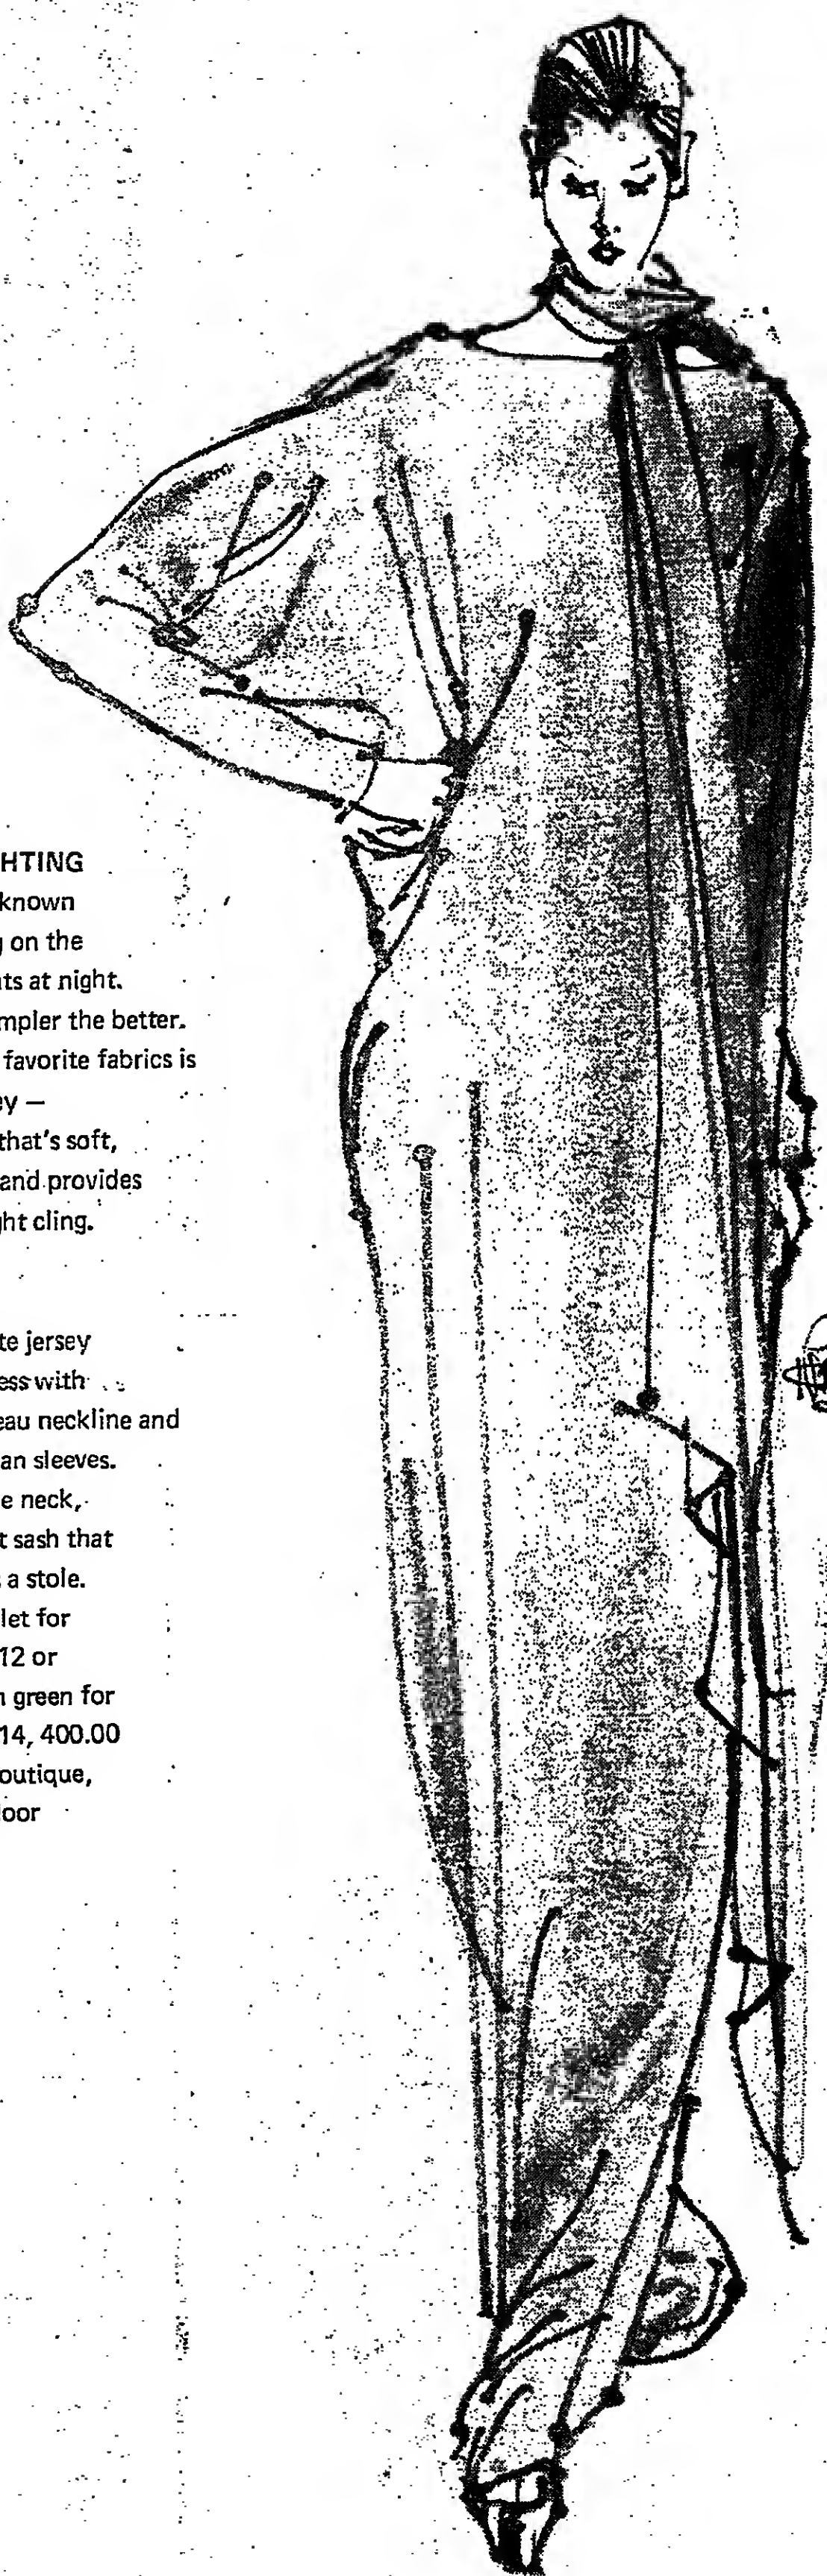 HTING
known
g on the
ts at night.
mpler the better.
favorite fabrics is
ey —
that's soft,
and provides
ght cling.
te jersey
ess with
eau neckline and
an sleeves.
e neck,
t sash that
a stole.
let for
12 or
n green for
14, 400.00
outique,
loor